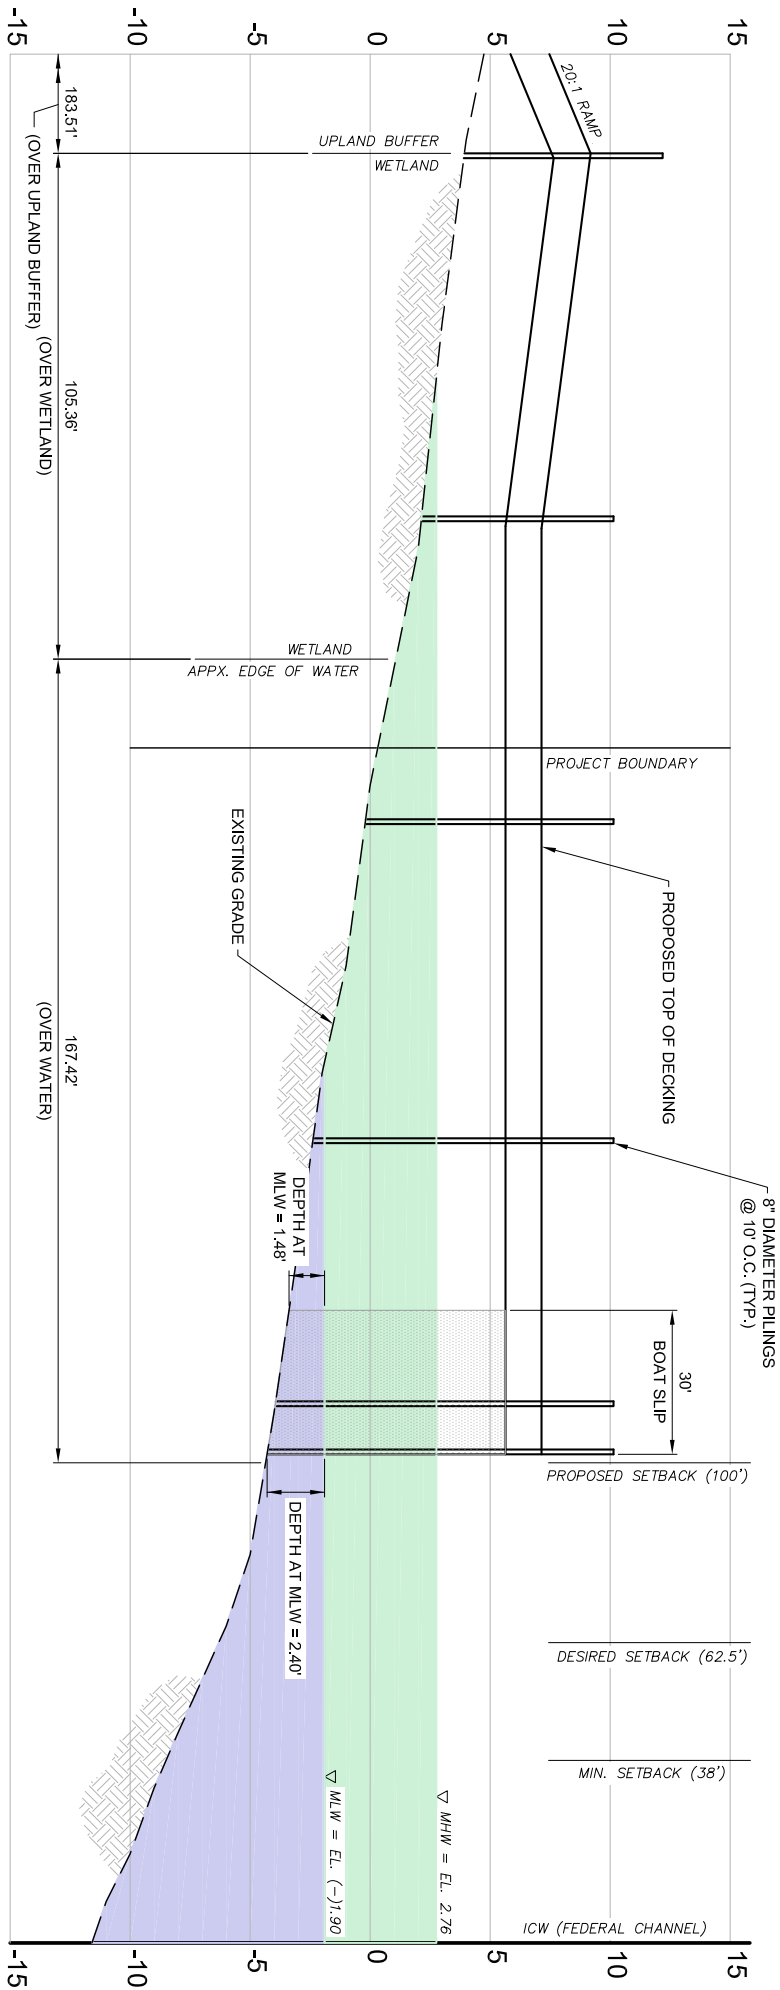 -15
-10
-5
0
5
10
15
183.51'
(OVER UPLAND BUFFER)
20:1 RAMP
UPLAND BUFFER
WETLAND
105.36'
(OVER WETLAND)
WETLAND
APPX. EDGE OF WATER
PROJECT BOUNDARY
EXISTING GRADE
PROPOSED TOP OF DECKING
167.42'
(OVER WATER)
8" DIAMETER PILINGS
@ 10' O.C. (TYP.)
DEPTH AT
MLW = 1.48'
30'
BOAT SLIP
PROPOSED SETBACK (100')
DEPTH AT MLW = 2.40'
DESIRED SETBACK (62.5')
MIN. SETBACK (38')
MLW = EL. (-)1.90
MHW = EL. 2.76
ICW (FEDERAL CHANNEL)
-15
-10
-5
0
5
10
15